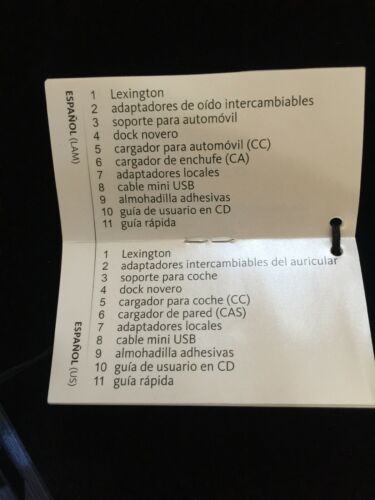 ESPAÑOL (LAM)
1 Lexington
2 adaptadores de oído intercambiables
3 soporte para automóvil
4 dock novero
5 cargador para automóvil (CC)
6 cargador de enchufe (CA)
7 adaptadores locales
8 cable mini USB
9 almohadilla adhesivas
10 guía de usuario en CD
11 guía rápida
ESPAÑOL (US)
1 Lexington
2 adaptadores intercambiables del auricular
3 soporte para coche
4 dock novero
5 cargador para coche (CC)
6 cargador de pared (CAS)
7 adaptadores locales
8 cable mini USB
9 almohadilla adhesivas
10 guía de usuario en CD
11 guía rápida